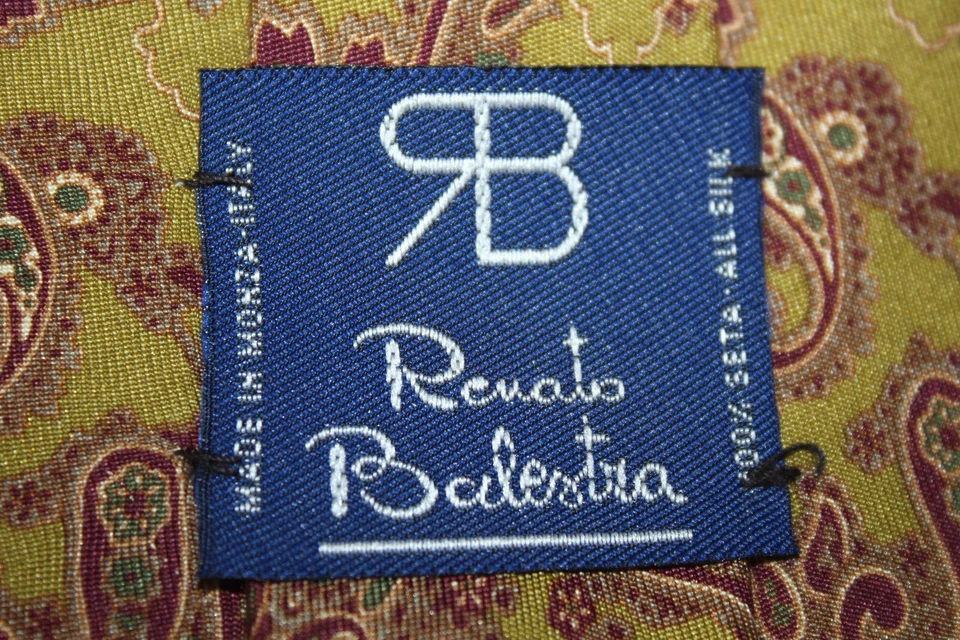 RB
Renato
Balestra
MADE IN MONZA-ITALY
100% SETA-ALL SILK